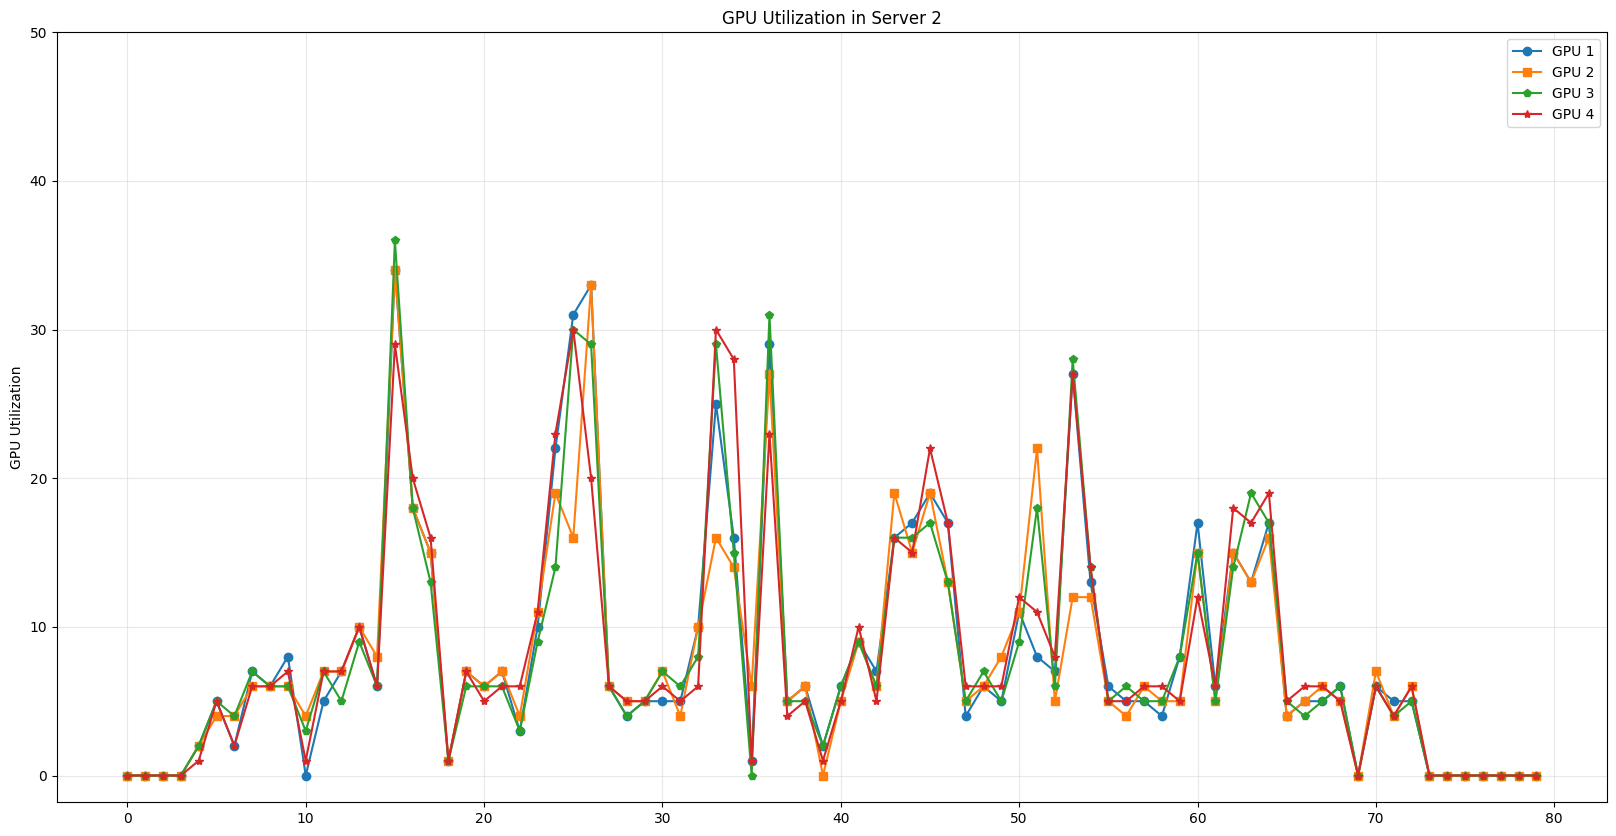 GPU Utilization in Server 2
50
40
30
20
10
0
GPU Utilization
GPU 1
GPU 2
GPU 3
GPU 4
0 10 20 30 40 50 60 70 80